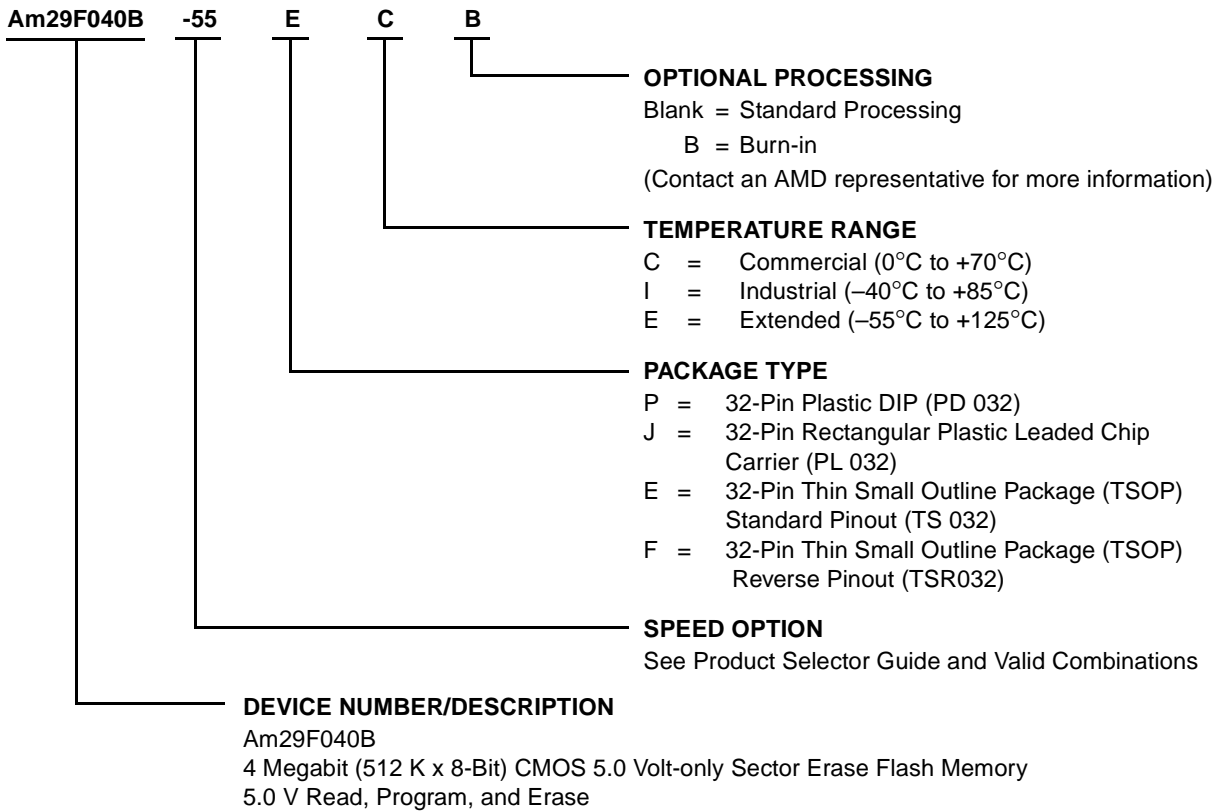 Am29F040B -55 E C B
OPTIONAL PROCESSING
Blank = Standard Processing
B = Burn-in
(Contact an AMD representative for more information)
TEMPERATURE RANGE
C = Commercial (0°C to +70°C)
I = Industrial (–40°C to +85°C)
E = Extended (–55°C to +125°C)
PACKAGE TYPE
P = 32-Pin Plastic DIP (PD 032)
J = 32-Pin Rectangular Plastic Leaded Chip
Carrier (PL 032)
E = 32-Pin Thin Small Outline Package (TSOP)
Standard Pinout (TS 032)
F = 32-Pin Thin Small Outline Package (TSOP)
Reverse Pinout (TSR032)
SPEED OPTION
See Product Selector Guide and Valid Combinations
DEVICE NUMBER/DESCRIPTION
Am29F040B
4 Megabit (512 K x 8-Bit) CMOS 5.0 Volt-only Sector Erase Flash Memory
5.0 V Read, Program, and Erase